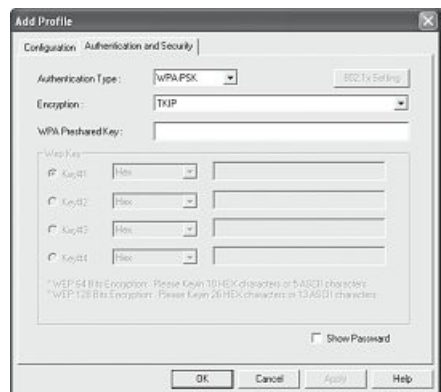 Add Profile
Configuration Authentication and Security
Authentication Type : WPA-PSK 802.1x Setting
Encryption : TKIP
WPA Preshared Key :
Wep Key
Key#1 Hex
Key#2 Hex
Key#3 Hex
Key#4 Hex
* WEP 64 Bits Encryption: Please Keyin 10 HEX characters or 5 ASCII characters
* WEP 128 Bits Encryption: Please Keyin 26 HEX characters or 13 ASCII characters
Show Password
OK Cancel Apply Help